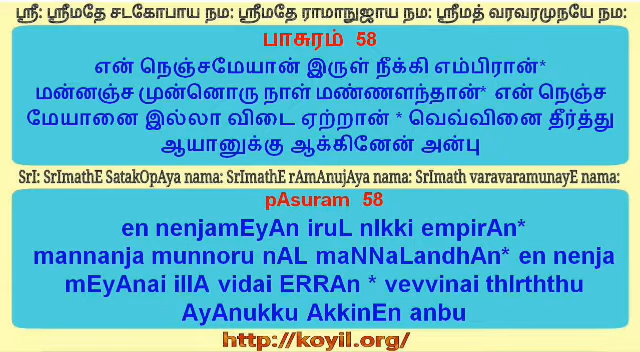 ஸ்ரீ: ஸ்ரீமதே சடகோபாய நம: ஸ்ரீமதே ராமாநுஜாய நம: ஸ்ரீமத் வரவரமுநயே நம:
பாசுரம் 58
என் நெஞ்சமேயான் இருள் நீக்கி எம்பிரான்*
மன்னஞ்ச முன்னொரு நாள் மண்ணளந்தான்* என் நெஞ்ச
மேயானை இல்லா விடை ஏற்றான் * வெவ்வினை தீர்த்து
ஆயானுக்கு ஆக்கினேன் அன்பு
SrI: SrImathE SatakOpAya nama: SrImathE rAmAnujAya nama: SrImath varavaramunayE nama:
pAsuram 58
en nenjamEyAn iruL nIkki empirAn*
mannanja munnoru nAL maNNaLandhAn* en nenja
mEyAnai illA vidai ERRAn * vevvinai thIrththu
AyAnukku AkkinEn anbu
http://koyil.org/